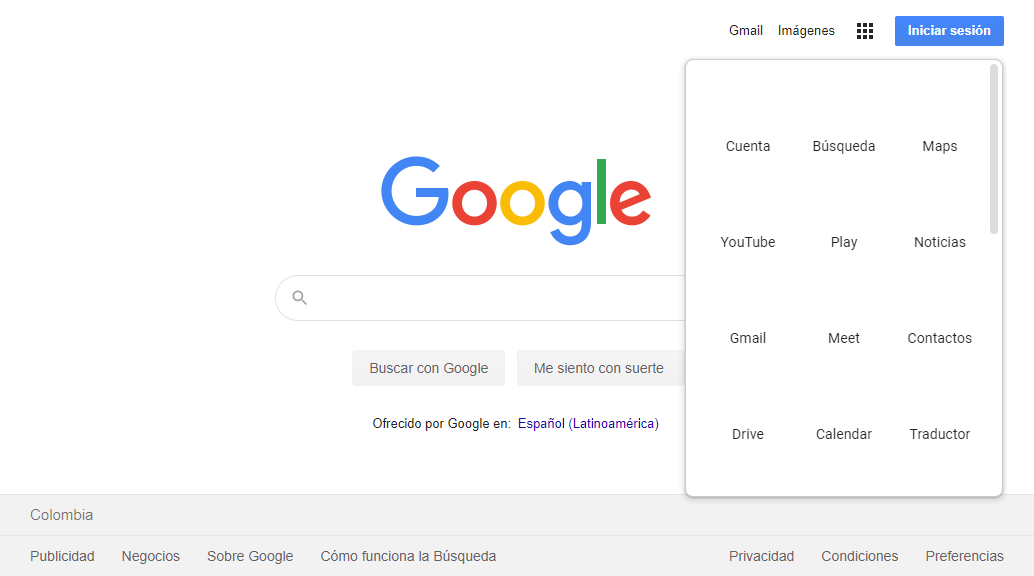 Gmail Imágenes Iniciar sesión
Cuenta Búsqueda Maps
Google
YouTube Play Noticias
Gmail Meet Contactos
Buscar con Google Me siento con suerte
Ofrecido por Google en: Español (Latinoamérica)
Drive Calendar Traductor
Colombia
Publicidad Negocios Sobre Google Cómo funciona la Búsqueda Privacidad Condiciones Preferencias